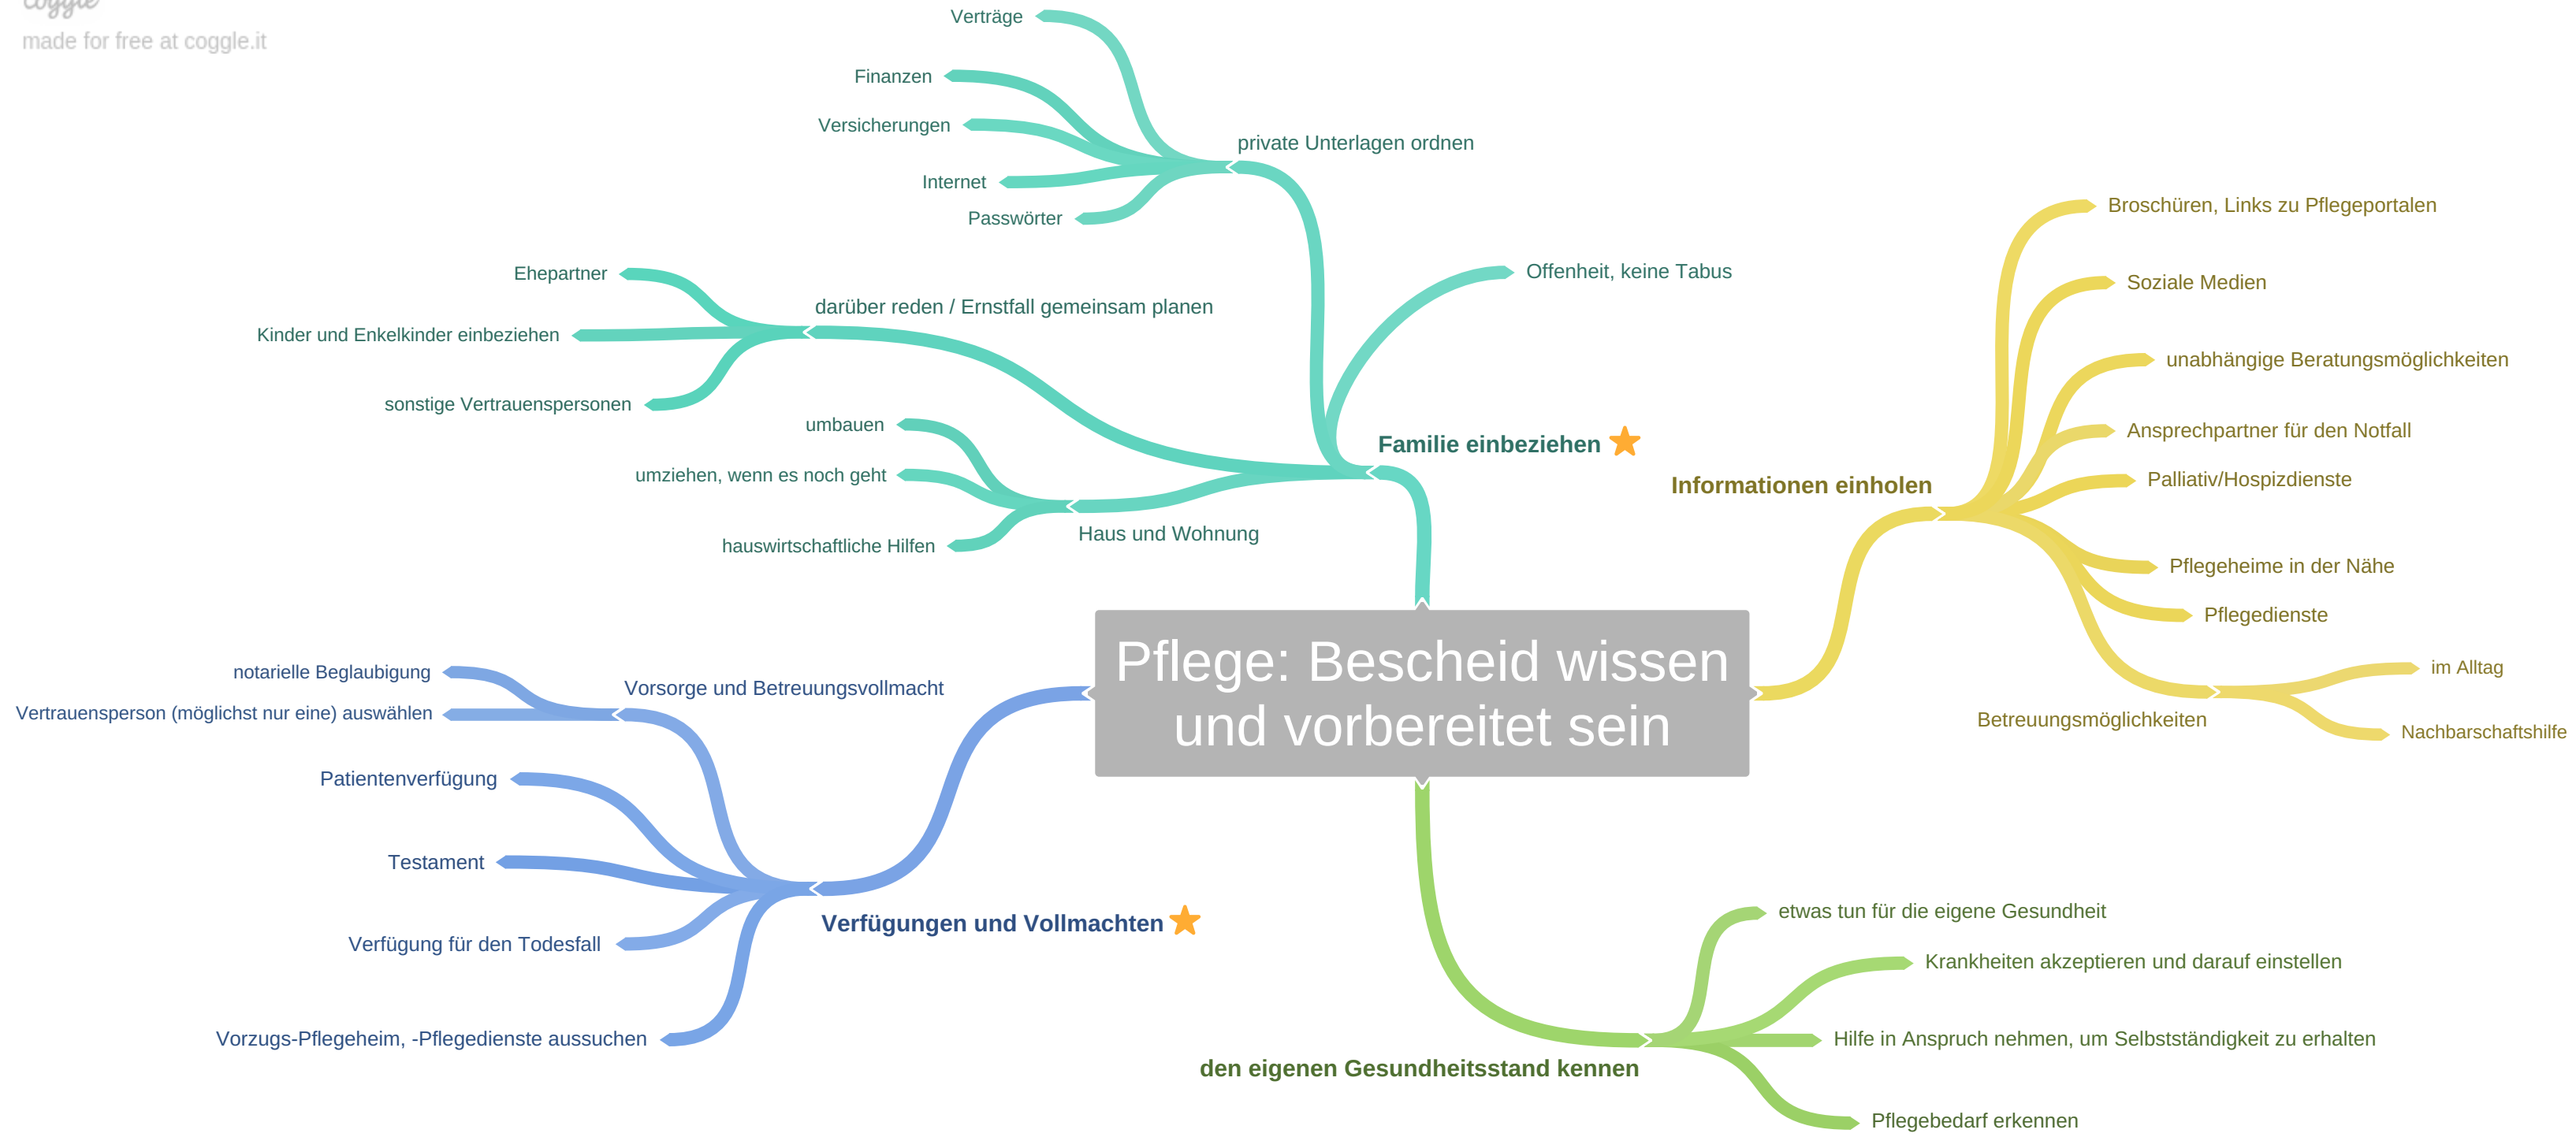 Coggle
made for free at coggle.it
Pflege: Bescheid wissen
und vorbereitet sein
Familie einbeziehen
private Unterlagen ordnen
Verträge
Finanzen
Versicherungen
Internet
Passwörter
Offenheit, keine Tabus
darüber reden / Ernstfall gemeinsam planen
Ehepartner
Kinder und Enkelkinder einbeziehen
sonstige Vertrauenspersonen
Haus und Wohnung
umbauen
umziehen, wenn es noch geht
hauswirtschaftliche Hilfen
Informationen einholen
Broschüren, Links zu Pflegeportalen
Soziale Medien
unabhängige Beratungsmöglichkeiten
Ansprechpartner für den Notfall
Palliativ/Hospizdienste
Pflegeheime in der Nähe
Pflegedienste
Betreuungsmöglichkeiten
im Alltag
Nachbarschaftshilfe
Verfügungen und Vollmachten
Vorsorge und Betreuungsvollmacht
notarielle Beglaubigung
Vertrauensperson (möglichst nur eine) auswählen
Patientenverfügung
Testament
Verfügung für den Todesfall
Vorzugs-Pflegeheim, -Pflegedienste aussuchen
den eigenen Gesundheitsstand kennen
etwas tun für die eigene Gesundheit
Krankheiten akzeptieren und darauf einstellen
Hilfe in Anspruch nehmen, um Selbstständigkeit zu erhalten
Pflegebedarf erkennen